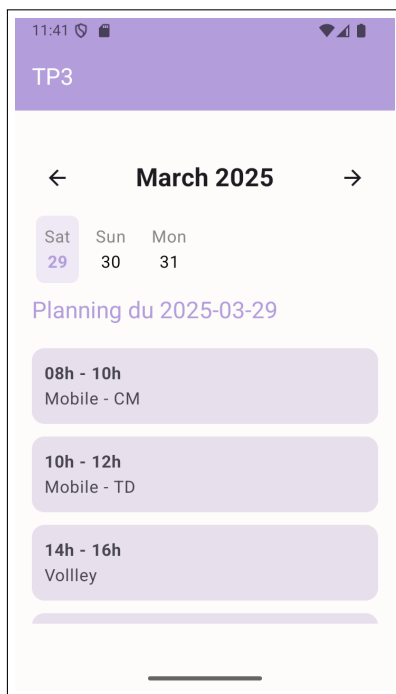 11:41
TP3
March 2025
Sat Sun Mon
29 30 31
Planning du 2025-03-29
08h - 10h
Mobile - CM
10h - 12h
Mobile - TD
14h - 16h
Vollley